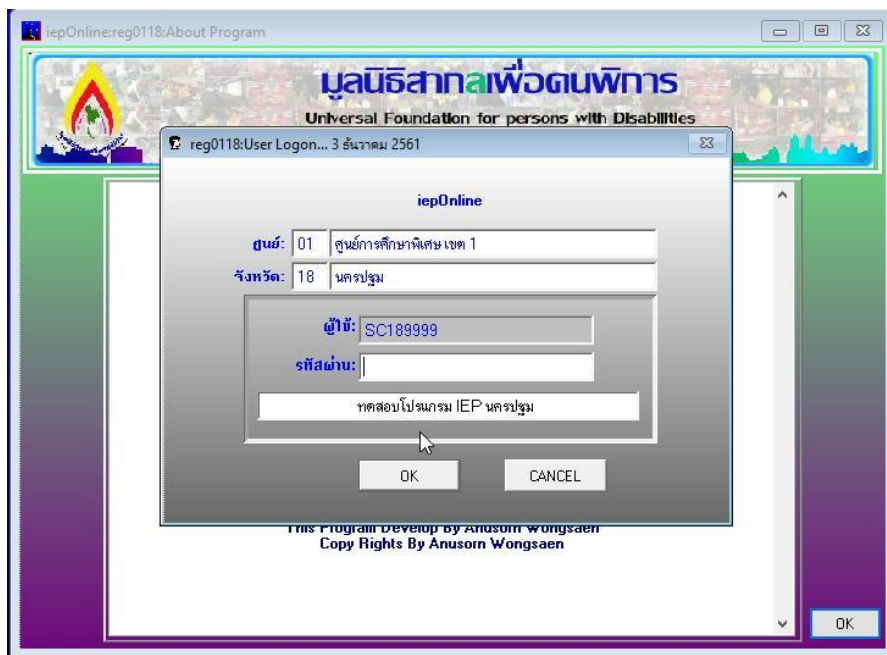 iepOnline:reg0118:About Program
มูลนิธิสากลเพื่อคนพิการ
Universal Foundation for persons with Disabilities
reg0118:User Logon... 3 ธันวาคม 2561
iepOnline
ศูนย์: 01 ศูนย์การศึกษาพิเศษ เขต 1
จังหวัด: 18 นครปฐม
ผู้ใช้: SC189999
รหัสผ่าน:
ทดสอบโปรแกรม IEP นครปฐม
OK CANCEL
This Program Develop By Anusorn Wongsaen
Copy Rights By Anusorn Wongsaen
OK